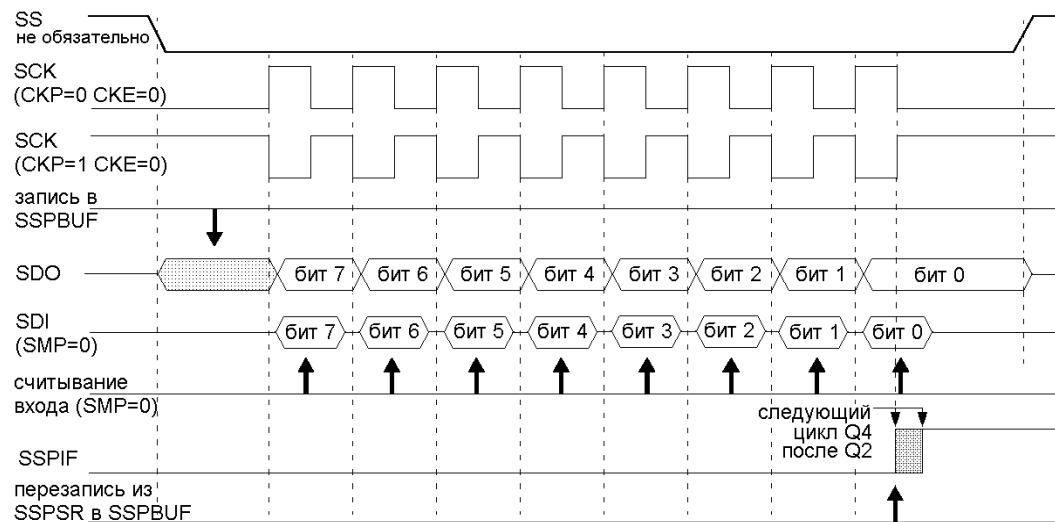 SS
не обязательно
SCK
(CKP=0 CKE=0)
SCK
(CKP=1 CKE=0)
запись в
SSPBUF
SDO бит 7 бит 6 бит 5 бит 4 бит 3 бит 2 бит 1 бит 0
SDI
(SMP=0) бит 7 бит 6 бит 5 бит 4 бит 3 бит 2 бит 1 бит 0
считывание
входа (SMP=0)
следующий
цикл Q4
после Q2
SSPIF
перезапись из
SSPSR в SSPBUF